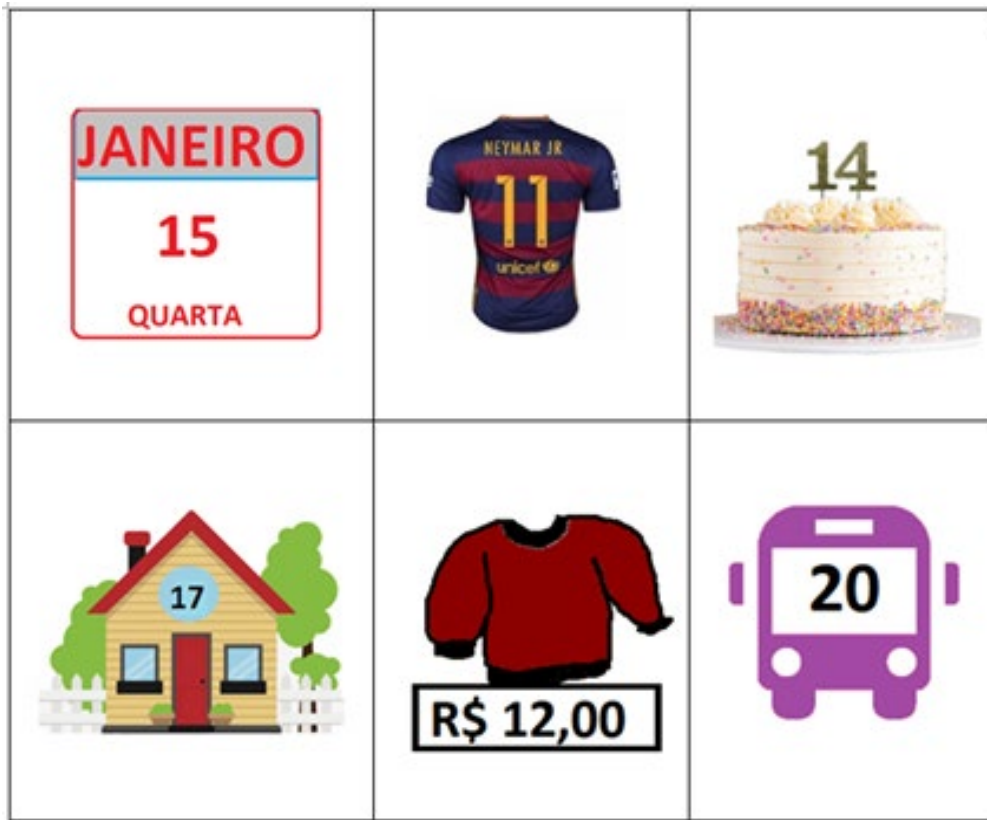 JANEIRO
15
QUARTA
NEYMAR JR
11
unicef
14
17
R$ 12,00
20